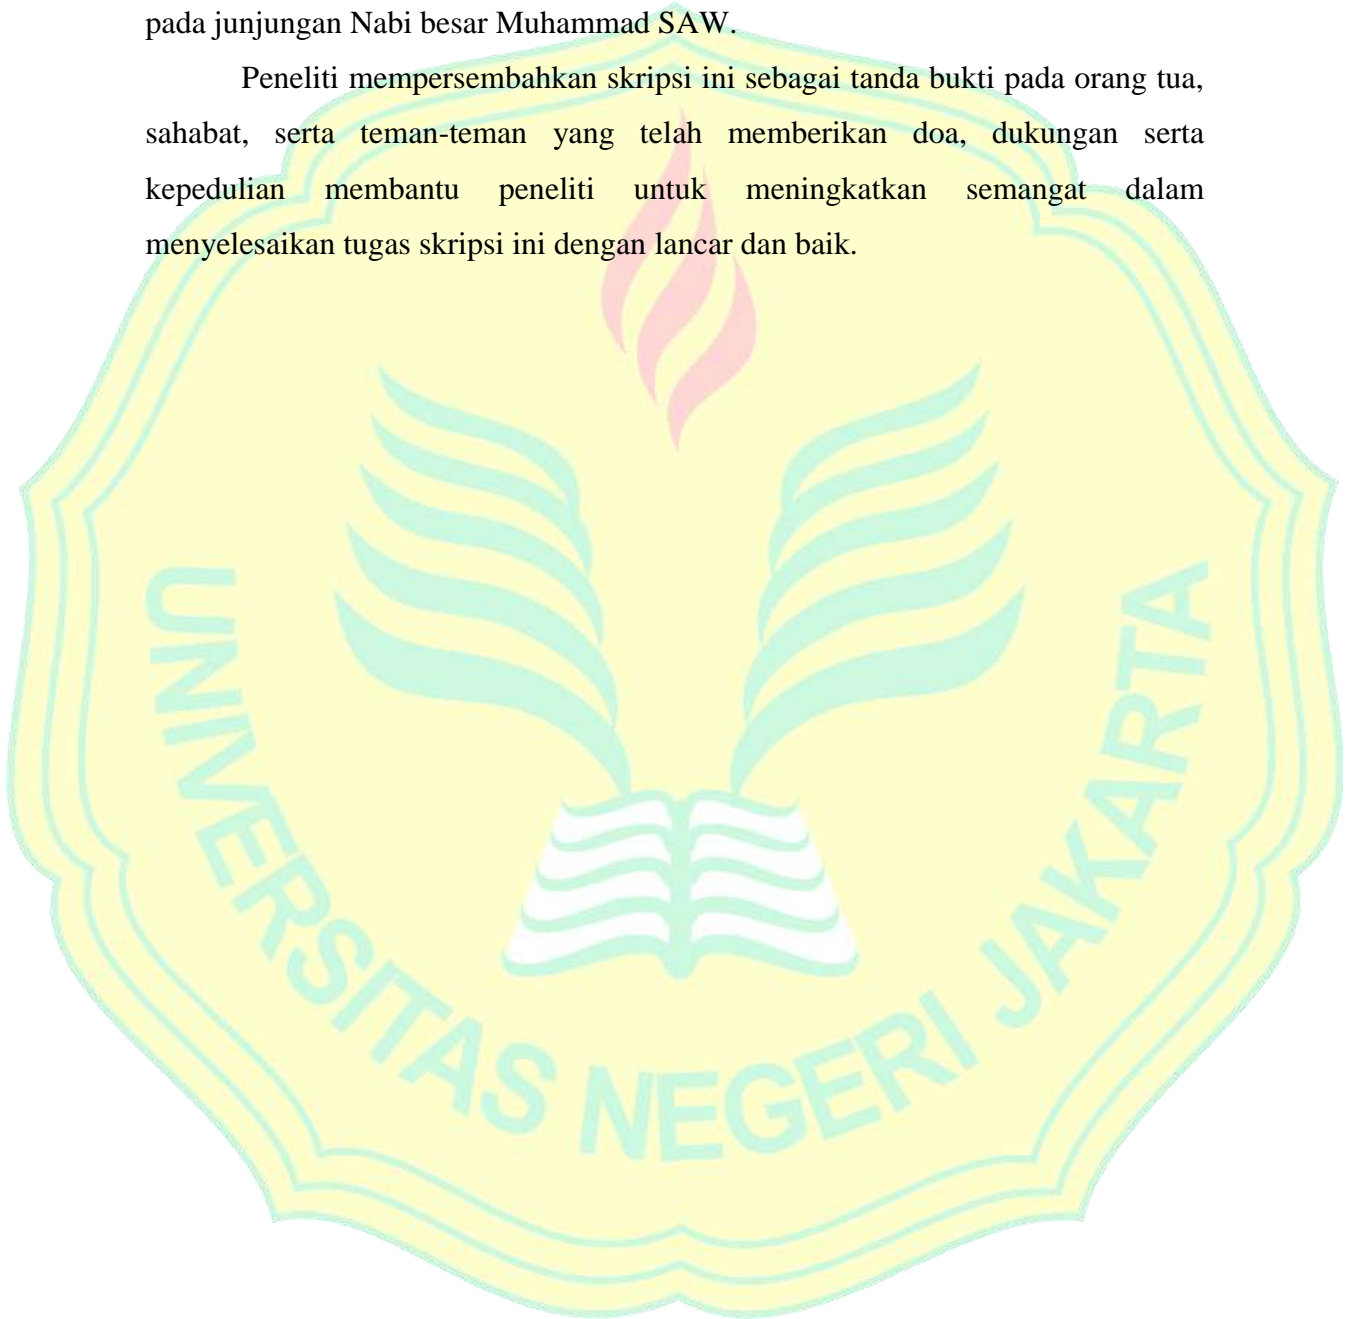 pada junjungan Nabi besar Muhammad SAW.
Peneliti mempersembahkan skripsi ini sebagai tanda bukti pada orang tua,
sahabat, serta teman-teman yang telah memberikan doa, dukungan serta
kepedulian membantu peneliti untuk meningkatkan semangat dalam
menyelesaikan tugas skripsi ini dengan lancar dan baik.
UNIVERSITAS NEGERI JAKARTA